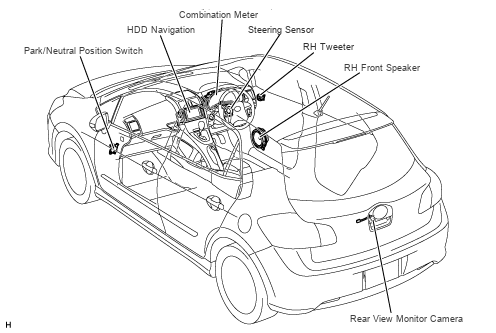 Combination Meter
HDD Navigation
Steering Sensor
Park/Neutral Position Switch
RH Tweeter
RH Front Speaker
Rear View Monitor Camera
H